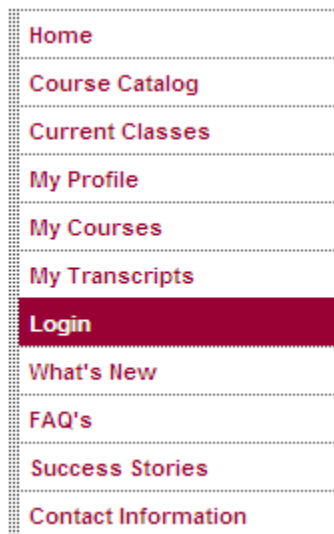 Home
Course Catalog
Current Classes
My Profile
My Courses
My Transcripts
Login
What's New
FAQ's
Success Stories
Contact Information